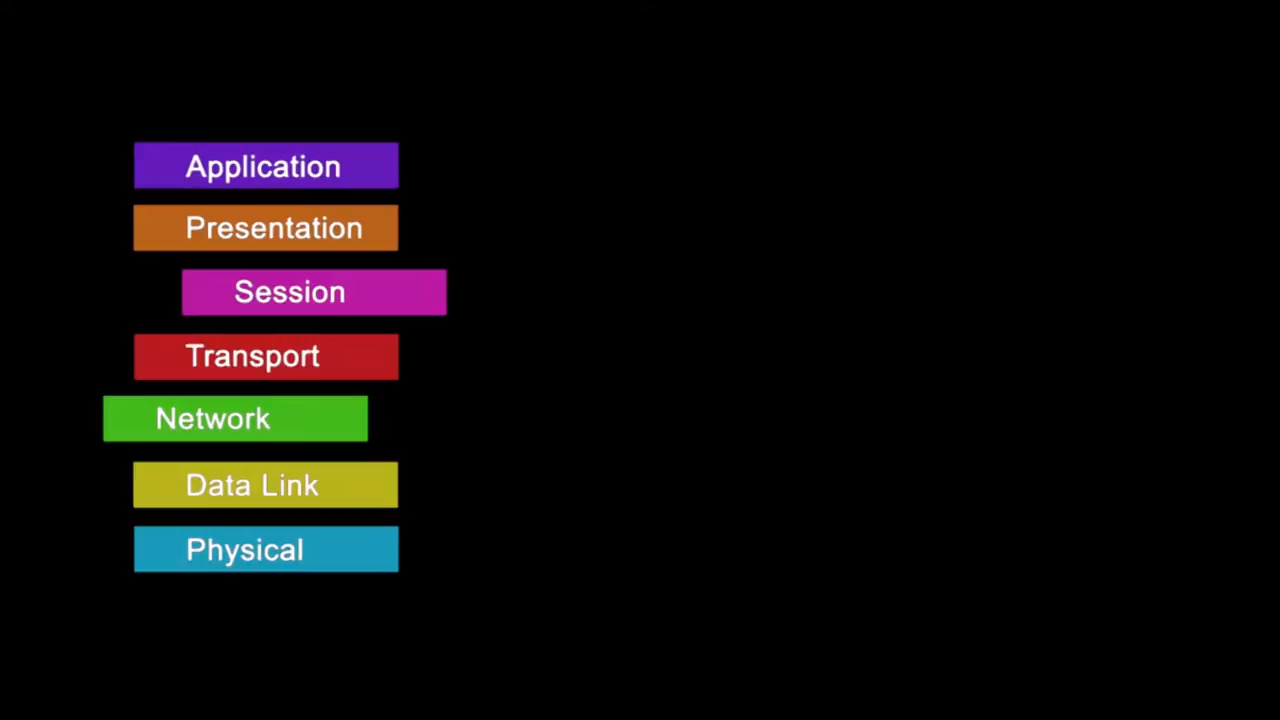 Application
Presentation
Session
Transport
Network
Data Link
Physical